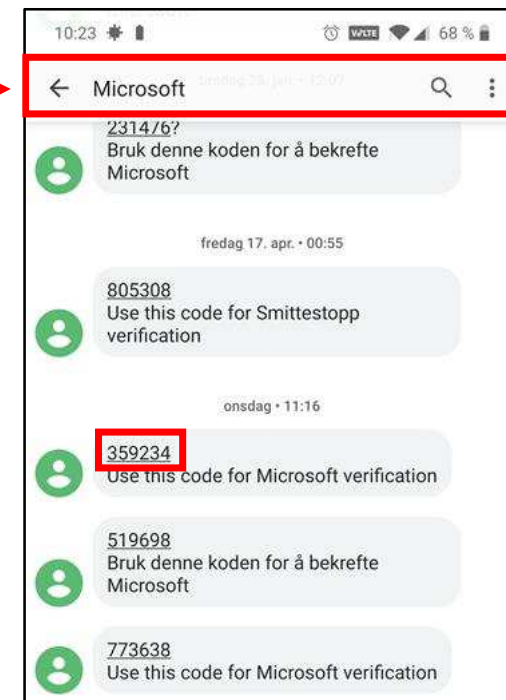 10:23 VoLTE 68 %
Microsoft
231476?
Bruk denne koden for å bekrefte
Microsoft
fredag 17. apr. • 00:55
805308
Use this code for Smittestopp
verification
onsdag • 11:16
359234
Use this code for Microsoft verification
519698
Bruk denne koden for å bekrefte
Microsoft
773638
Use this code for Microsoft verification